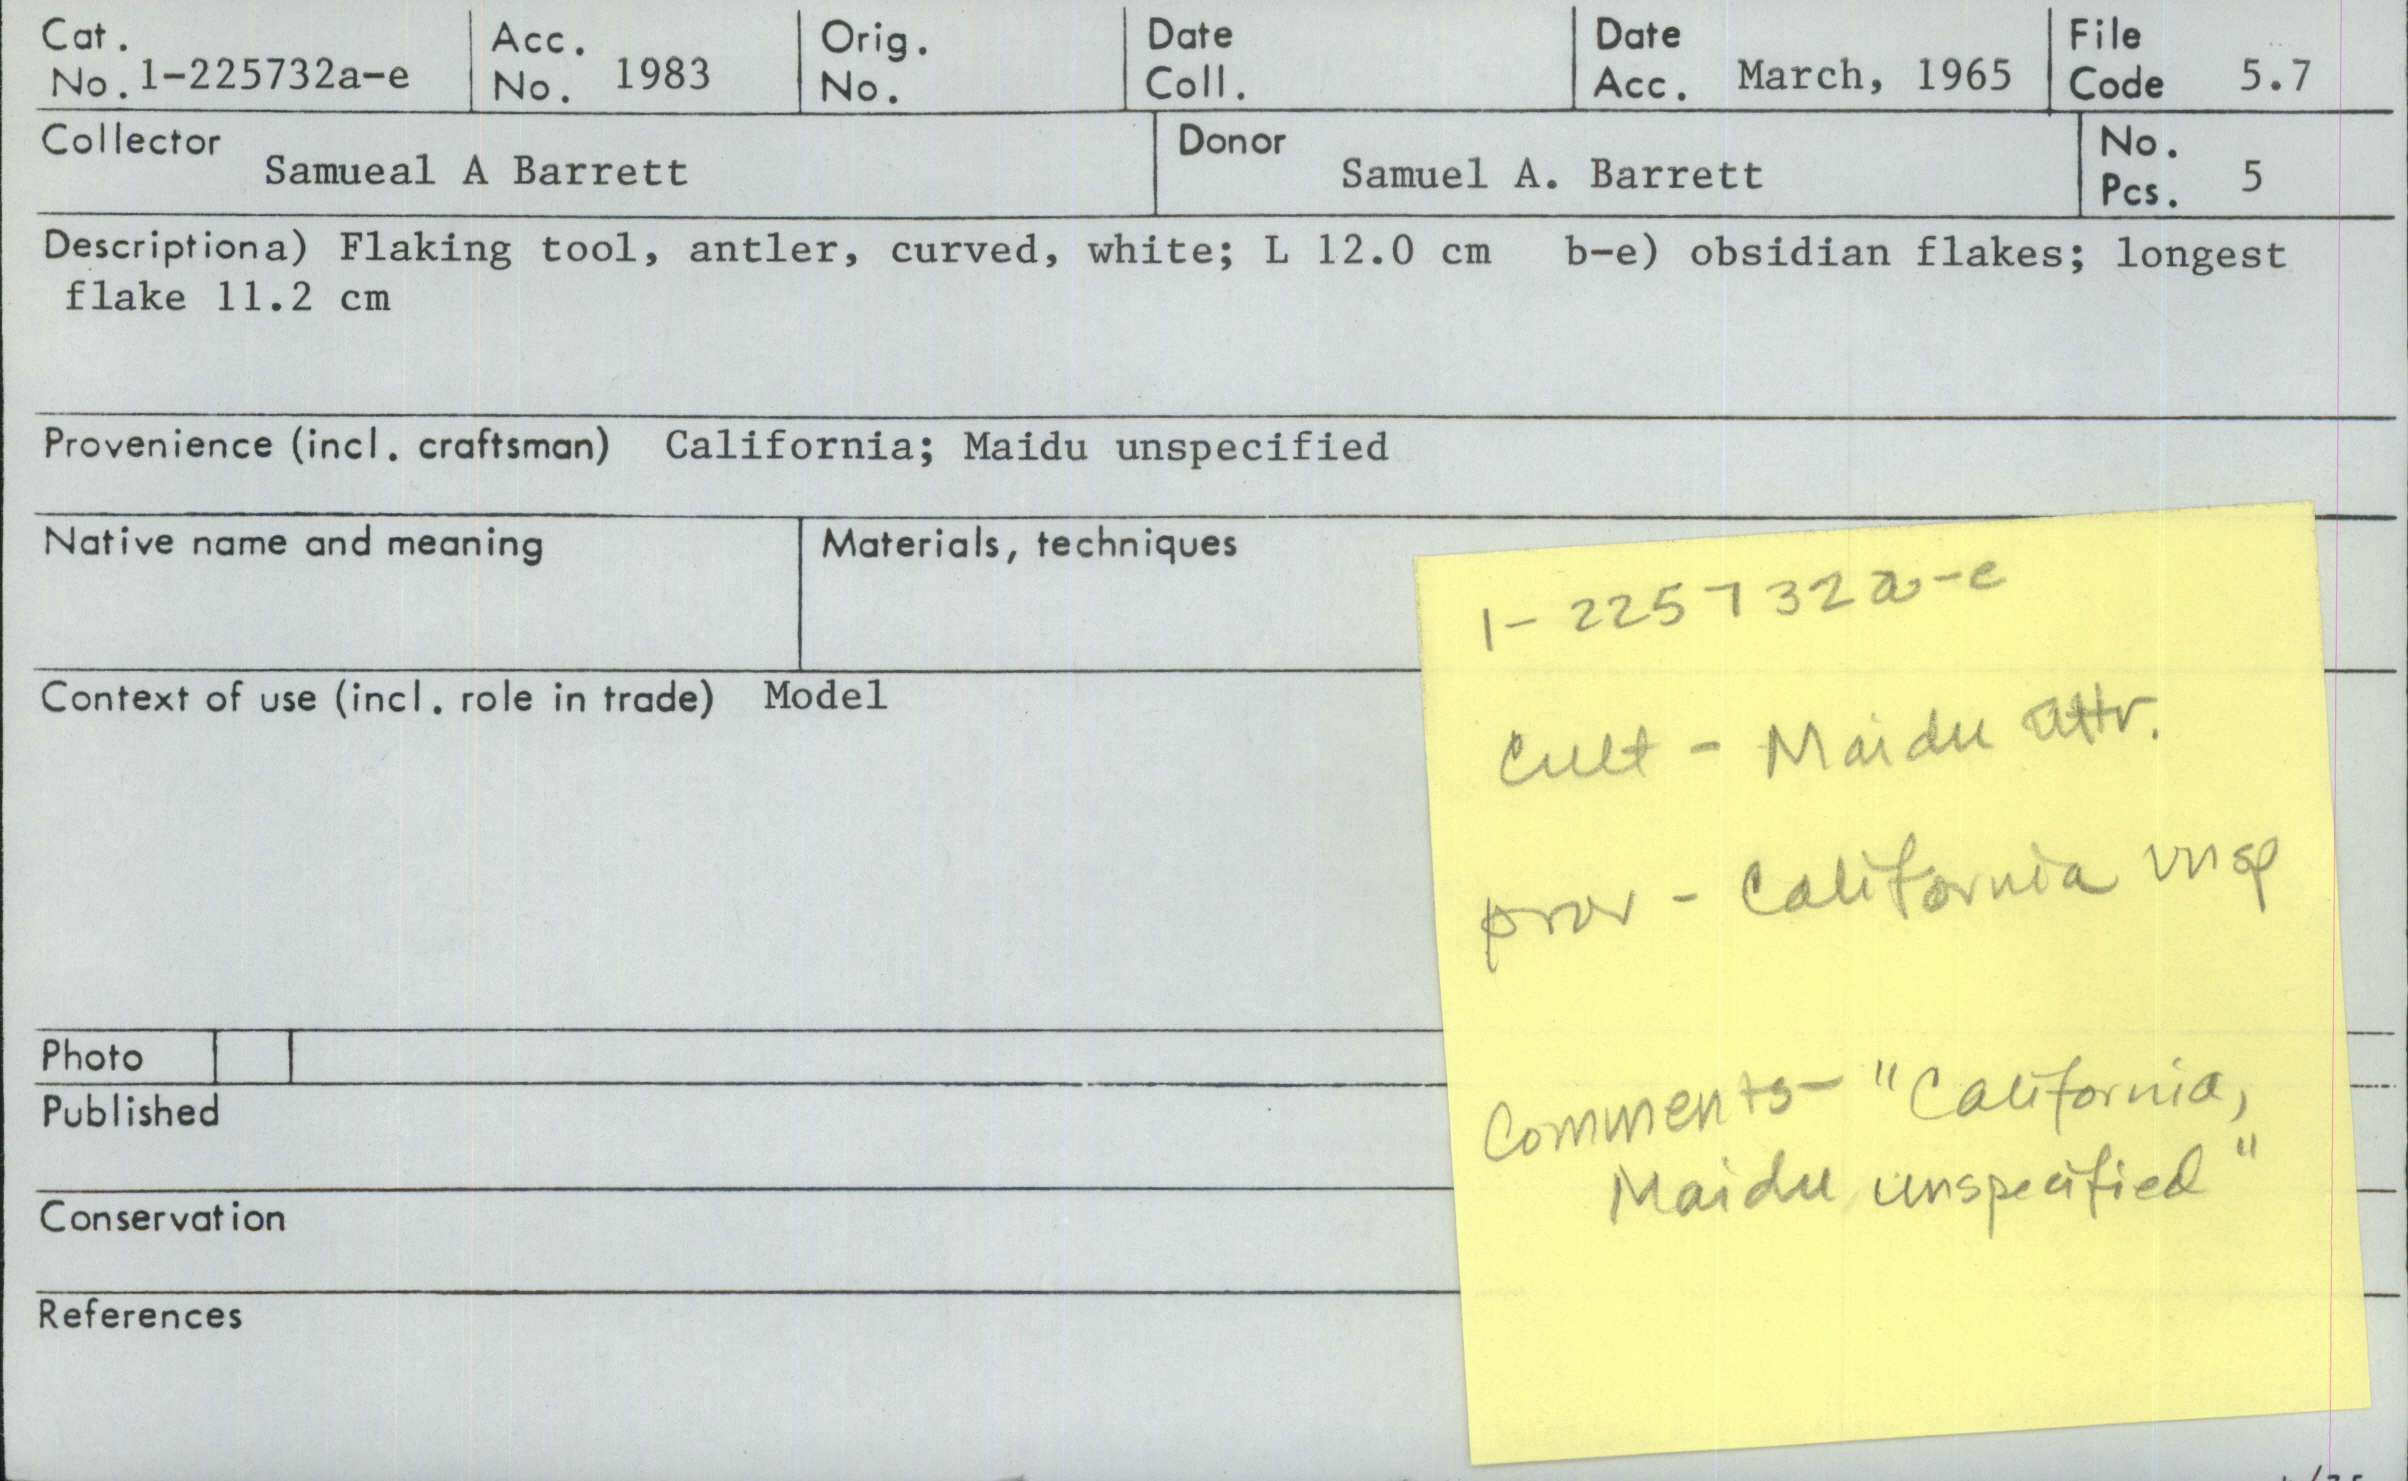 Cat. No. 1-225732a-e Acc. No. 1983 Orig. No. Date Coll. Date Acc. March, 1965 File Code 5.7
Collector Samueal A Barrett Donor Samuel A. Barrett No. Pcs. 5
Description a) Flaking tool, antler, curved, white; L 12.0 cm b-e) obsidian flakes; longest
flake 11.2 cm
Provenience (incl. craftsman) California; Maidu unspecified
Native name and meaning Materials, techniques
Context of use (incl. role in trade) Model
Photo
Published
Conservation
References
1-225732a-e
Cult - Maidu attr.
prov - California unsp
Comments- "California,
Maidu unspecified"